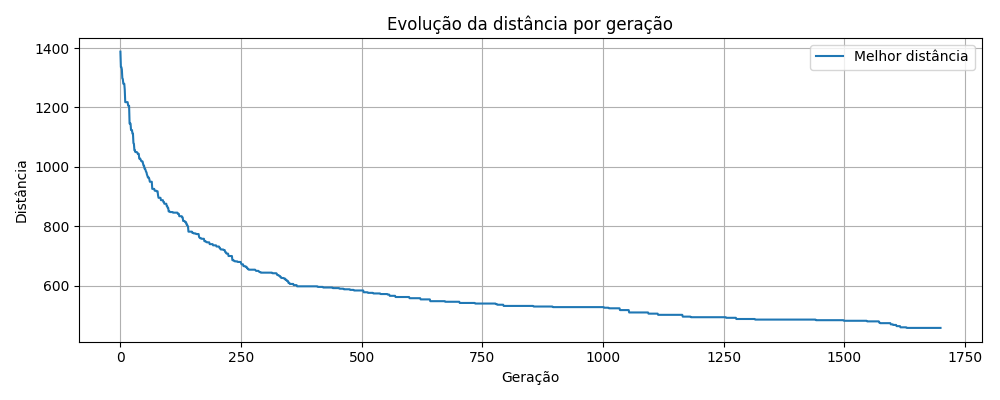 Evolução da distância por geração
Melhor distância
Distância
1400
1200
1000
800
600
0 250 500 750 1000 1250 1500 1750
Geração